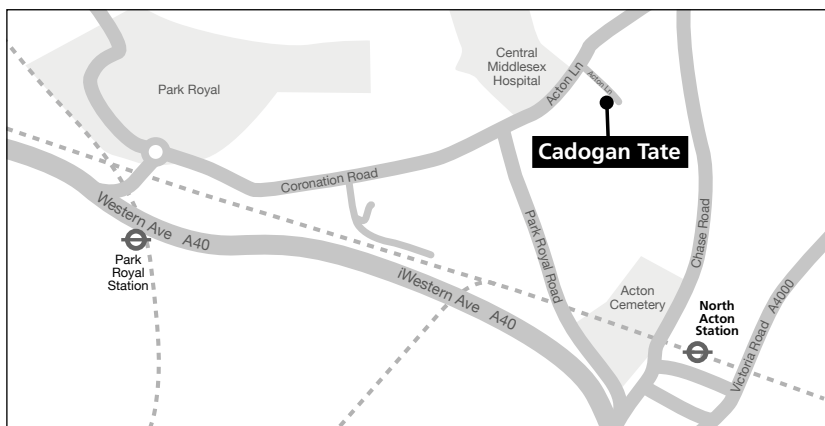 Park Royal
Central
Middlesex
Hospital
Acton Ln
Acton Ln
Cadogan Tate
Coronation Road
Western Ave A40
Park
Royal
Station
iWestern Ave A40
Park Royal Road
Chase Road
Acton
Cemetery
North
Acton
Station
Victoria Road A4000